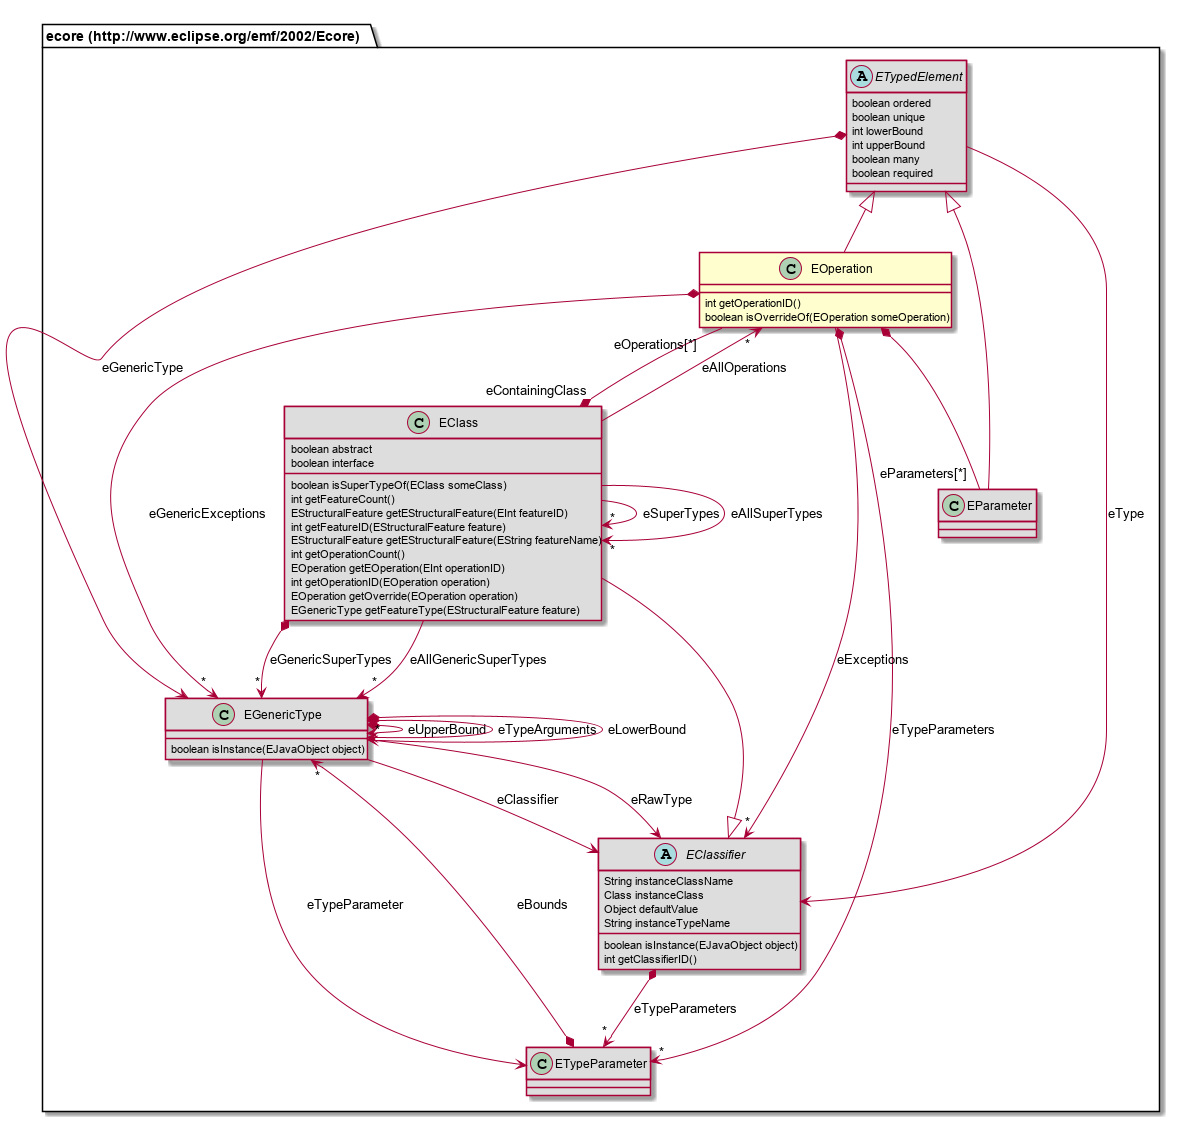 ecore (http://www.eclipse.org/emf/2002/Ecore)
A ETypedElement
boolean ordered
boolean unique
int lowerBound
int upperBound
boolean many
boolean required
C EOperation
int getOperationID()
boolean isOverrideOf(EOperation someOperation)
eOperations[*]
*
eGenericType
eAllOperations
eContainingClass
C EClass
boolean abstract
boolean interface
boolean isSuperTypeOf(EClass someClass)
int getFeatureCount()
EStructuralFeature getEStructuralFeature(EInt featureID)
int getFeatureID(EStructuralFeature feature)
EStructuralFeature getEStructuralFeature(EString featureName)
int getOperationCount()
EOperation getEOperation(EInt operationID)
int getOperationID(EOperation operation)
EOperation getOverride(EOperation operation)
EGenericType getFeatureType(EStructuralFeature feature)
eParameters[*]
C EParameter
eGenericExceptions
*
eSuperTypes
*
eAllSuperTypes
eType
eGenericSuperTypes
eAllGenericSuperTypes
eExceptions
*
*
*
C EGenericType
boolean isInstance(EJavaObject object)
*
eUpperBound
eTypeArguments
eLowerBound
eTypeParameters
*
eClassifier
eRawType
*
A EClassifier
String instanceClassName
Class instanceClass
Object defaultValue
String instanceTypeName
boolean isInstance(EJavaObject object)
int getClassifierID()
eTypeParameter
eBounds
eTypeParameters
*
*
C ETypeParameter